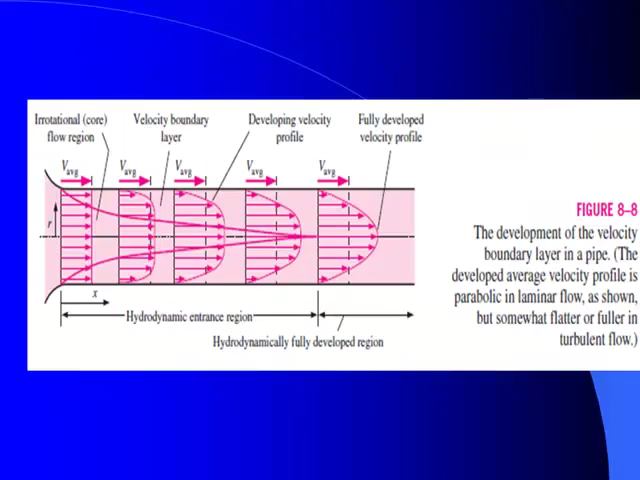 Irrotational (core)
flow region
Velocity boundary
layer
Developing velocity
profile
Fully developed
velocity profile
Vavg
Vavg
Vavg
Vavg
Vavg
r
x
Hydrodynamic entrance region
Hydrodynamically fully developed region
FIGURE 8–8
The development of the velocity
boundary layer in a pipe. (The
developed average velocity profile is
parabolic in laminar flow, as shown,
but somewhat flatter or fuller in
turbulent flow.)